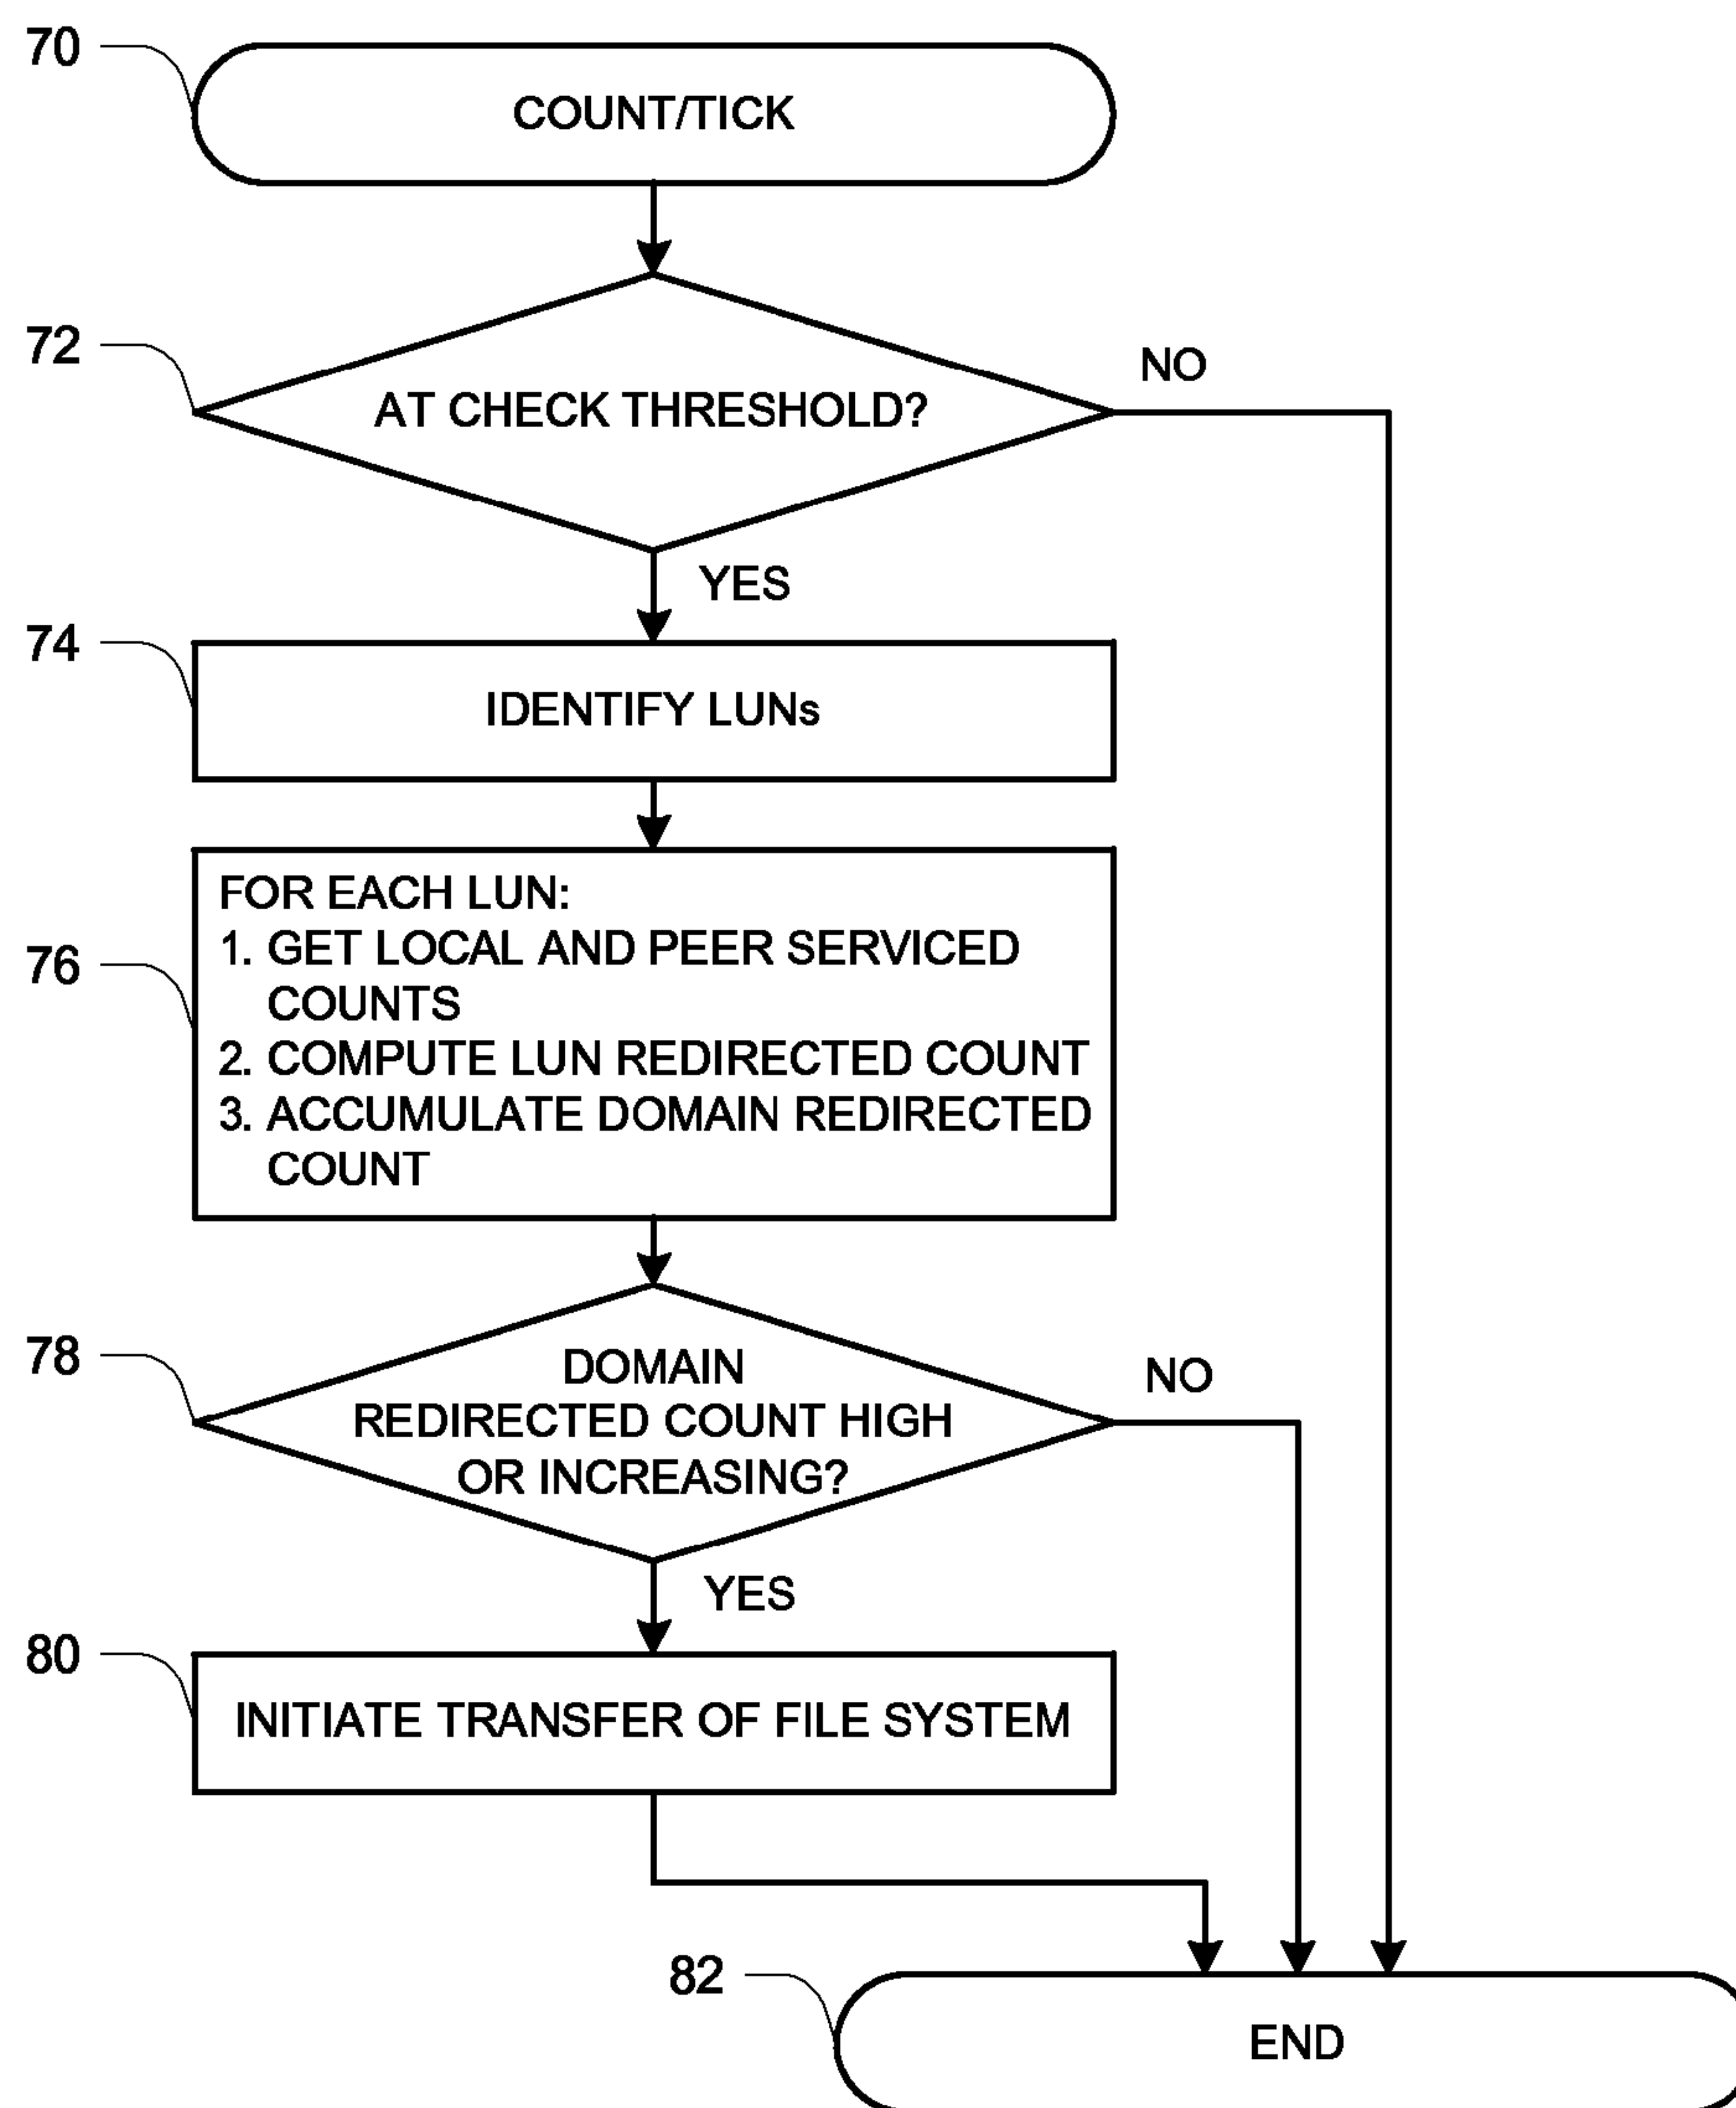 70
COUNT/TICK
72
AT CHECK THRESHOLD?
NO
YES
74
IDENTIFY LUNs
76
FOR EACH LUN:
1. GET LOCAL AND PEER SERVICED
COUNTS
2. COMPUTE LUN REDIRECTED COUNT
3. ACCUMULATE DOMAIN REDIRECTED
COUNT
78
DOMAIN
REDIRECTED COUNT HIGH
OR INCREASING?
NO
YES
80
INITIATE TRANSFER OF FILE SYSTEM
82
END